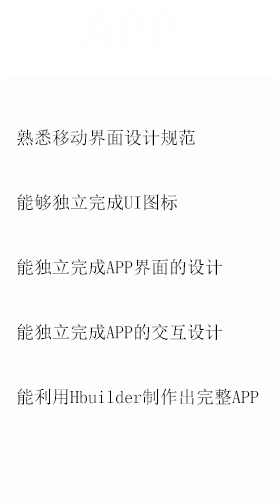 APP
熟悉移动界面设计规范
能够独立完成UI图标
能独立完成APP界面的设计
能独立完成APP的交互设计
能利用Hbuilder制作出完整APP